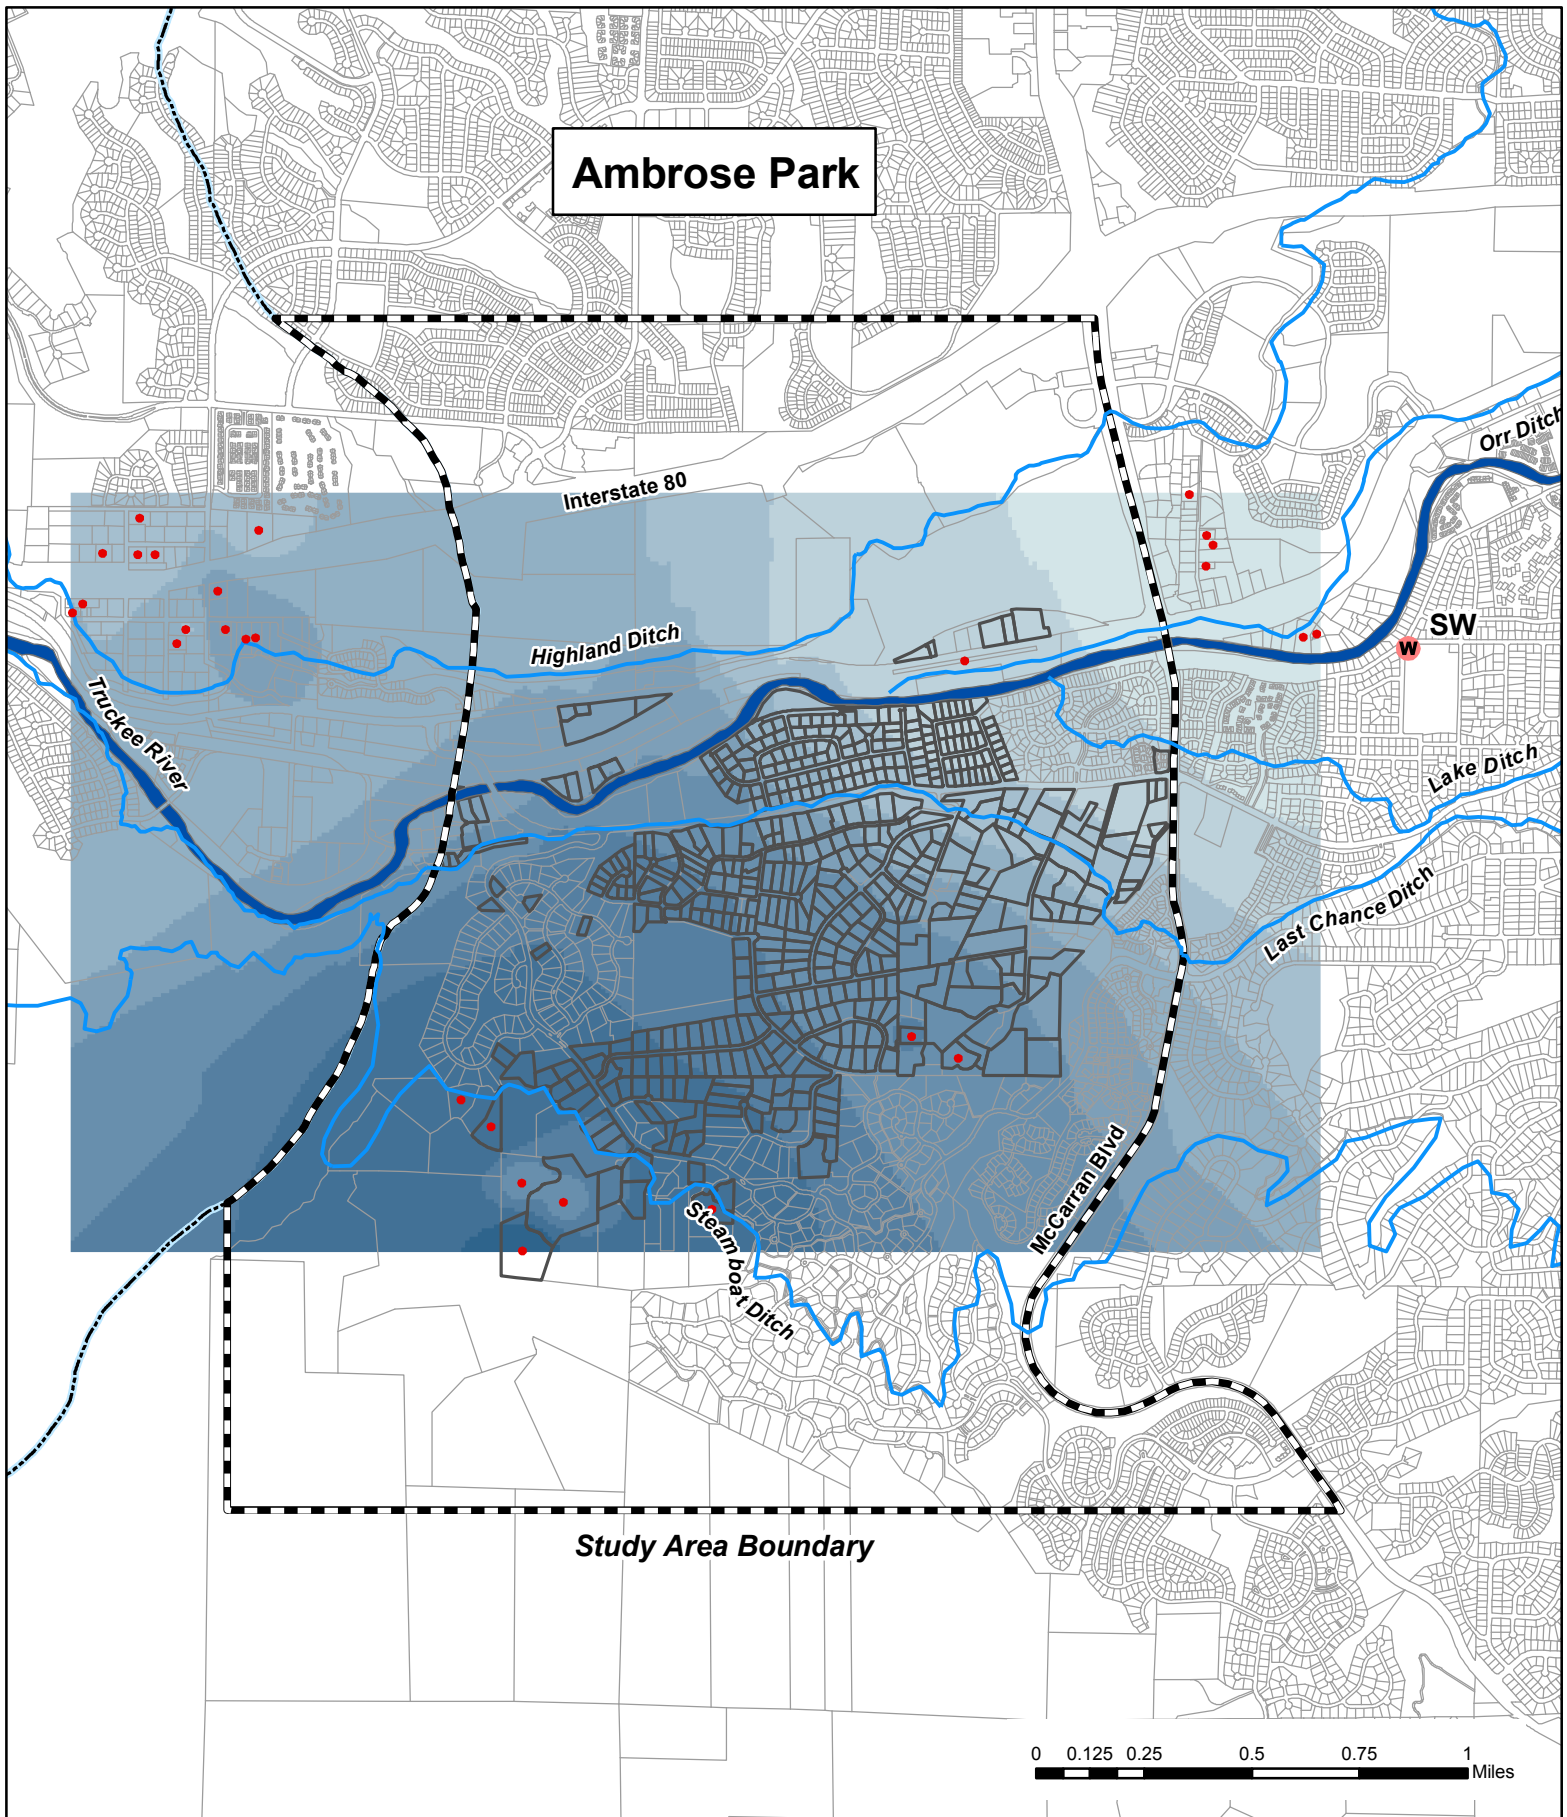 Ambrose Park
Orr Ditch
Interstate 80
SW
W
Highland Ditch
Truckee River
Lake Ditch
Last Chance Ditch
McCarran Blvd
Steamboat Ditch
Study Area Boundary
0 0.125 0.25 0.5 0.75 1
Miles